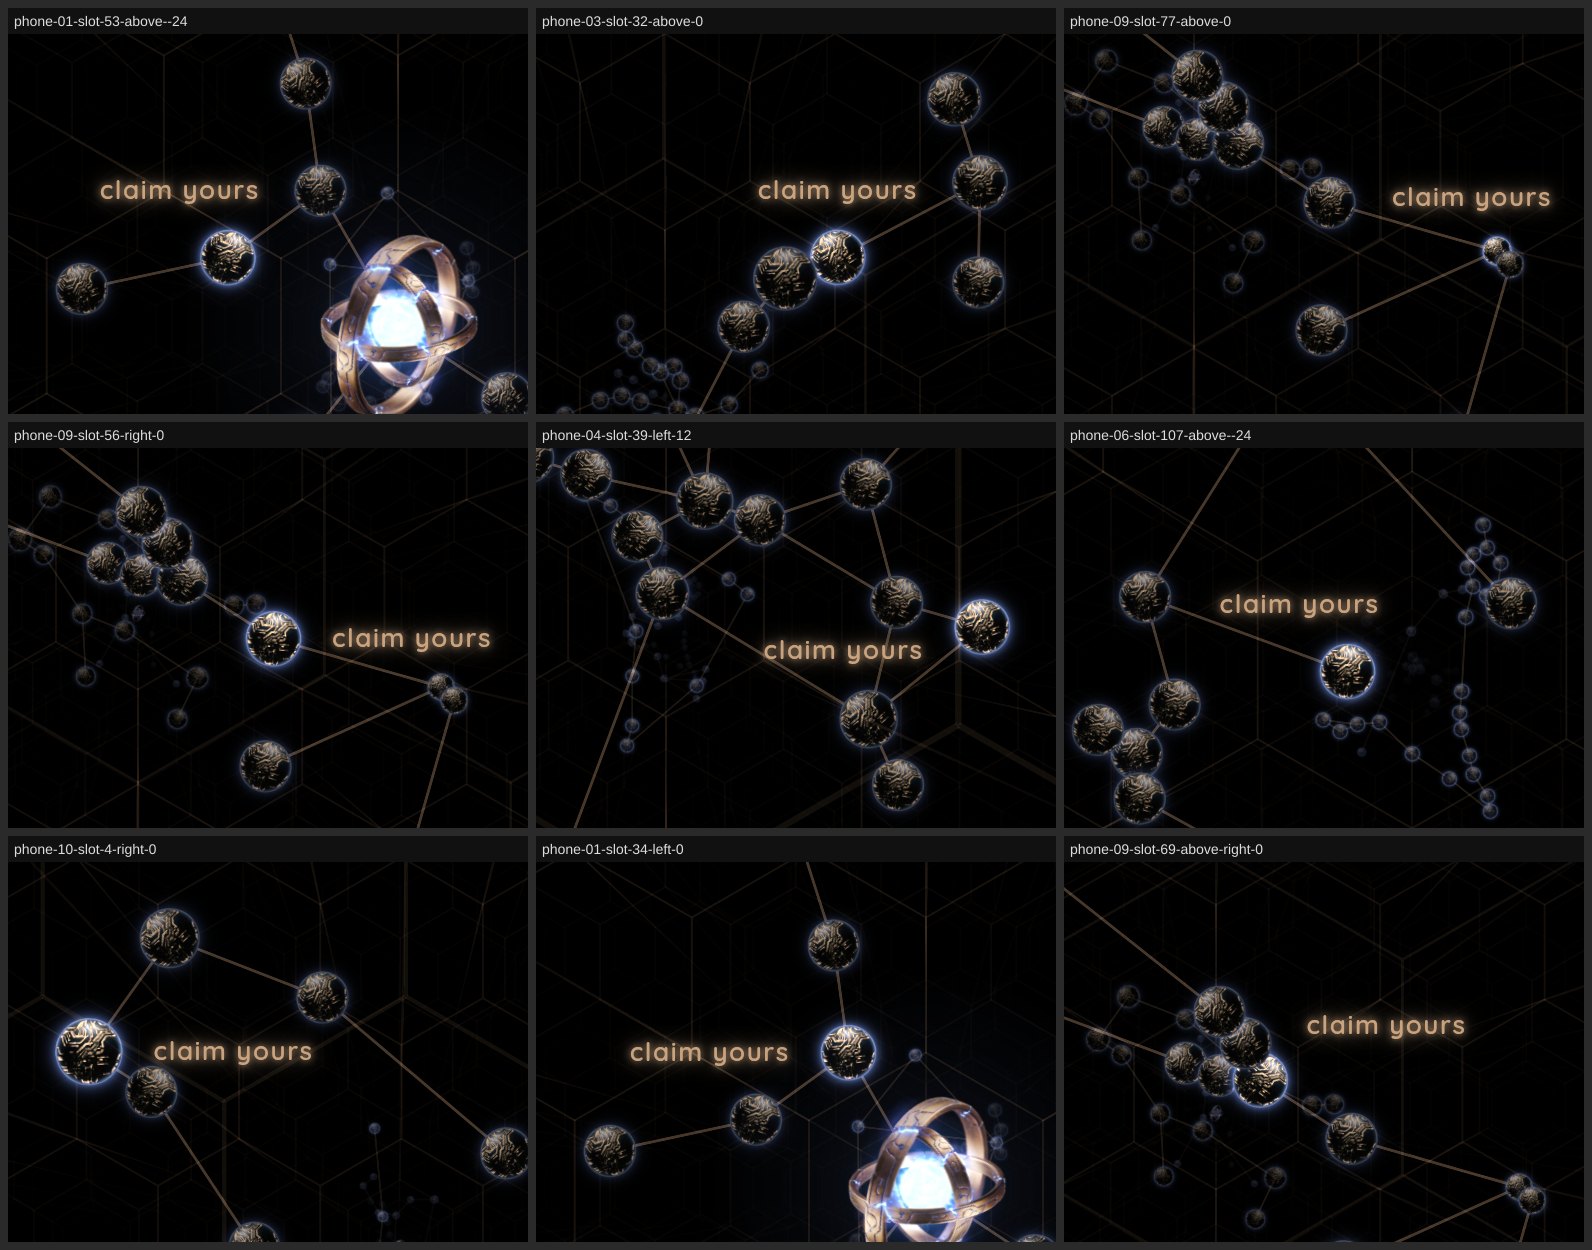 phone-01-slot-53-above--24
claim yours
phone-03-slot-32-above-0
claim yours
phone-09-slot-77-above-0
claim yours
phone-09-slot-56-right-0
claim yours
phone-04-slot-39-left-12
claim yours
phone-06-slot-107-above--24
claim yours
phone-10-slot-4-right-0
claim yours
phone-01-slot-34-left-0
claim yours
phone-09-slot-69-above-right-0
claim yours